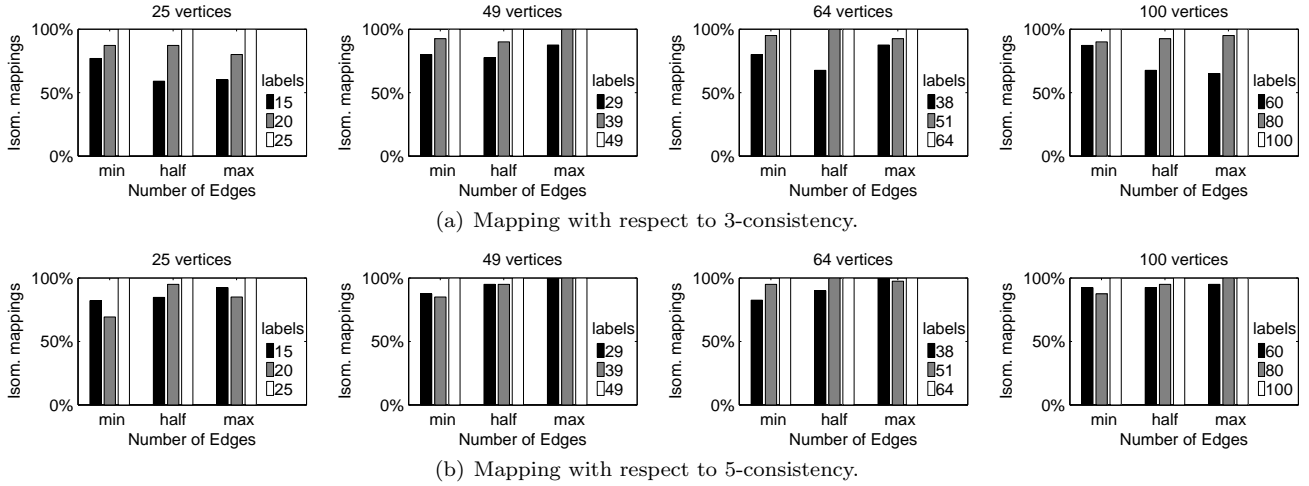 25 vertices
100%
50%
0%
Isom. mappings
labels
15
20
25
min half max
Number of Edges
49 vertices
100%
50%
0%
Isom. mappings
labels
29
39
49
min half max
Number of Edges
64 vertices
100%
50%
0%
Isom. mappings
labels
38
51
64
min half max
Number of Edges
100 vertices
100%
50%
0%
Isom. mappings
labels
60
80
100
min half max
Number of Edges
(a) Mapping with respect to 3-consistency.
25 vertices
100%
50%
0%
Isom. mappings
labels
15
20
25
min half max
Number of Edges
49 vertices
100%
50%
0%
Isom. mappings
labels
29
39
49
min half max
Number of Edges
64 vertices
100%
50%
0%
Isom. mappings
labels
38
51
64
min half max
Number of Edges
100 vertices
100%
50%
0%
Isom. mappings
labels
60
80
100
min half max
Number of Edges
(b) Mapping with respect to 5-consistency.